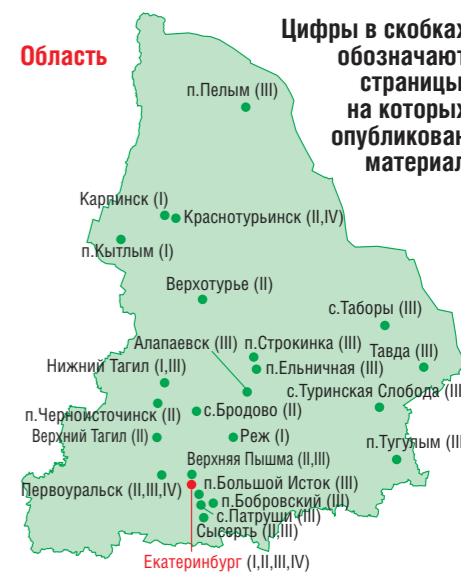 Область
Цифры в скобках
обозначают
страницы
на которых
опубликован
материал
п.Пелым (III)
Карпинск (I)
Краснотурьинск (II,IV)
п.Кытлым (I)
Верхотурье (II)
с.Таборы (III)
Алапаевск (III)
п.Строкинка (III)
Тавда (III)
Нижний Тагил (I,III)
п.Ельничная (III)
с.Туринская Слобода (III
п.Черноисточинск (II)
с.Бродово (II)
Верхний Тагил (II)
Реж (I)
п.Тугулым (III
Верхняя Пышма (II,III)
Первоуральск (II,III,IV)
п.Большой Исток (III)
п.Бобровский (III)
с.Патруши (III)
Сысерть (II,III)
Екатеринбург (I,II,III,IV)